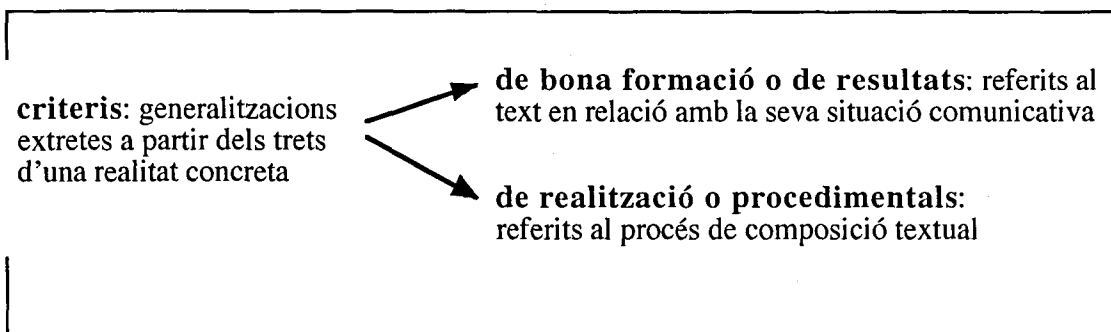 criteris: generalitzacions
extretes a partir dels trets
d'una realitat concreta
de bona formació o de resultats: referits al
text en relació amb la seva situació comunicativa
de realització o procedimentals:
referits al procés de composició textual